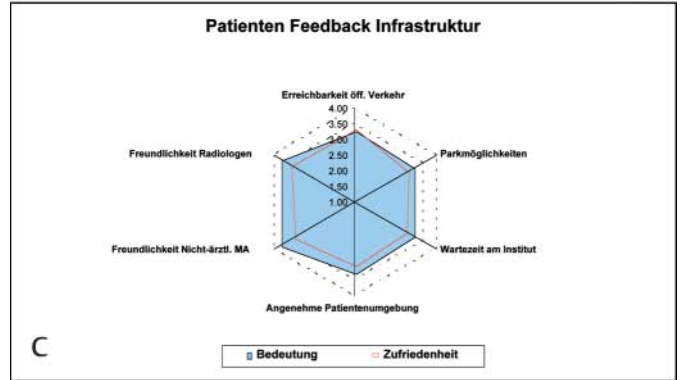 Patienten Feedback Infrastruktur
Erreichbarkeit öff. Verkehr
4.00
3.50
3.00
2.50
2.00
1.50
1.00
Freundlichkeit Radiologen
Parkmöglichkeiten
Freundlichkeit Nicht-ärztl. MA
Wartezeit am Institut
Angenehme Patientenumgebung
C
Bedeutung Zufriedenheit